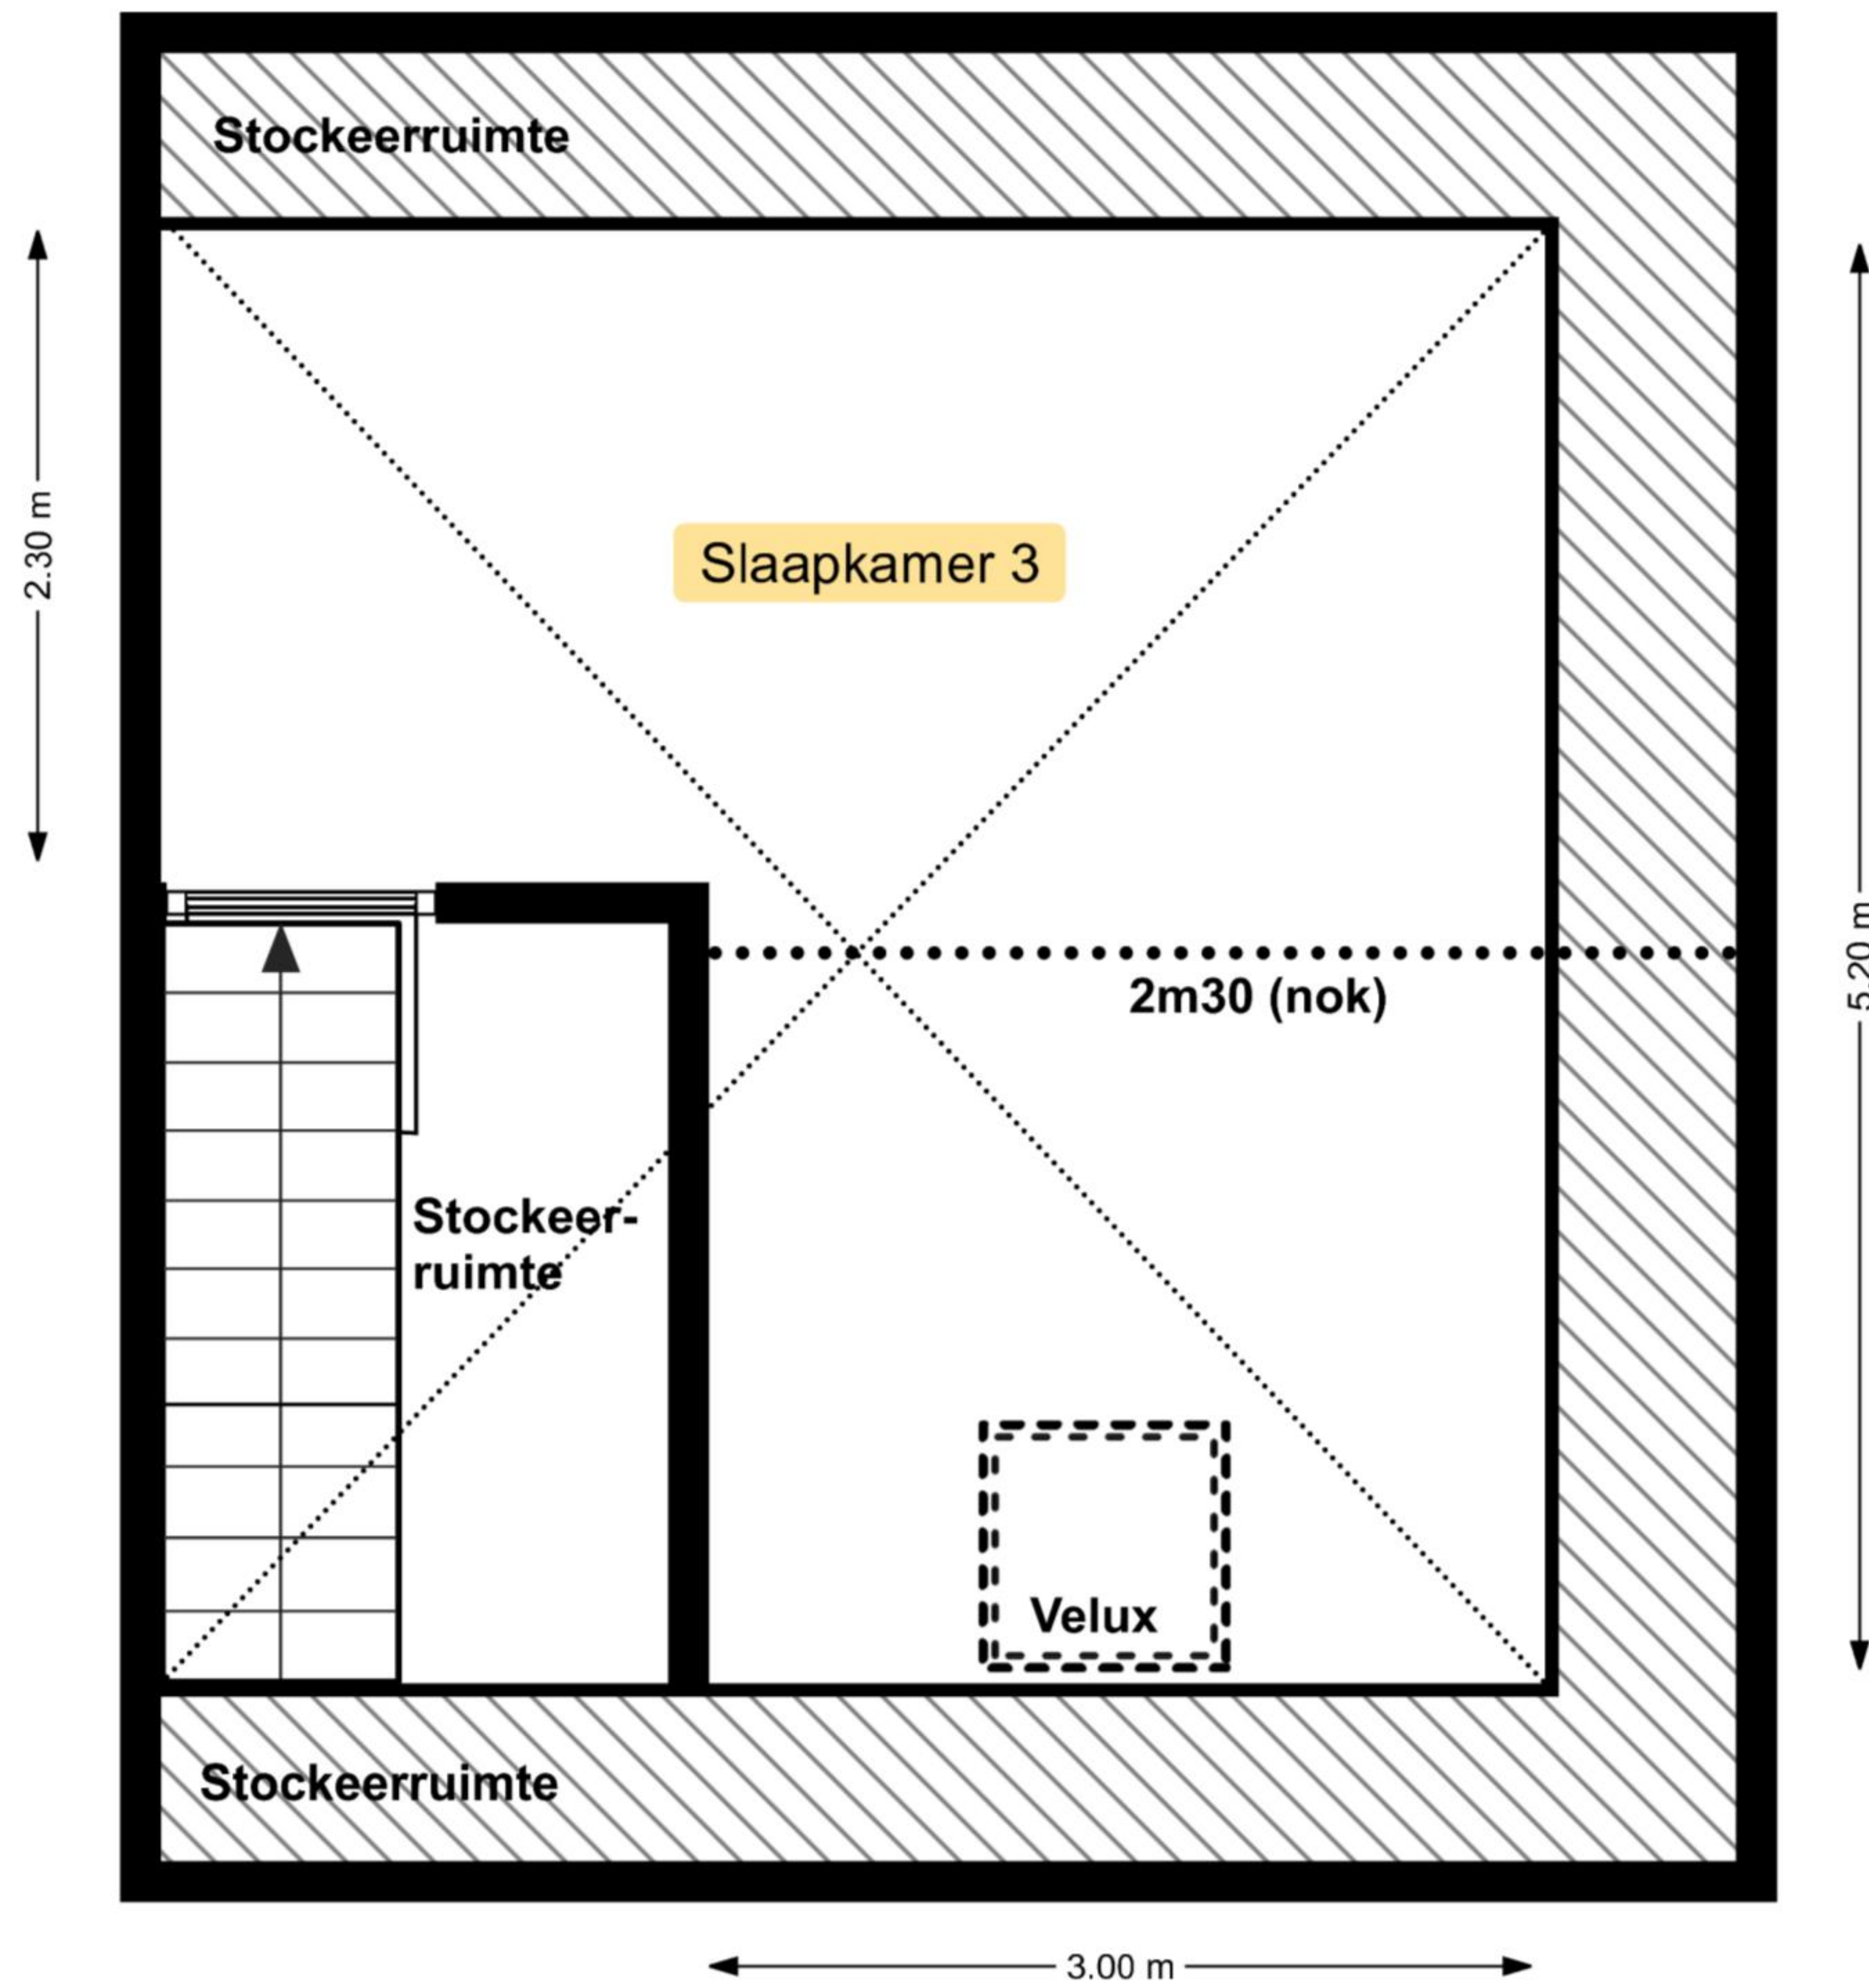 Stockeerruimte
2.30 m
Slaapkamer 3
5.20 m
2m30 (nok)
Stockeer-
ruimte
Velux
Stockeerruimte
3.00 m